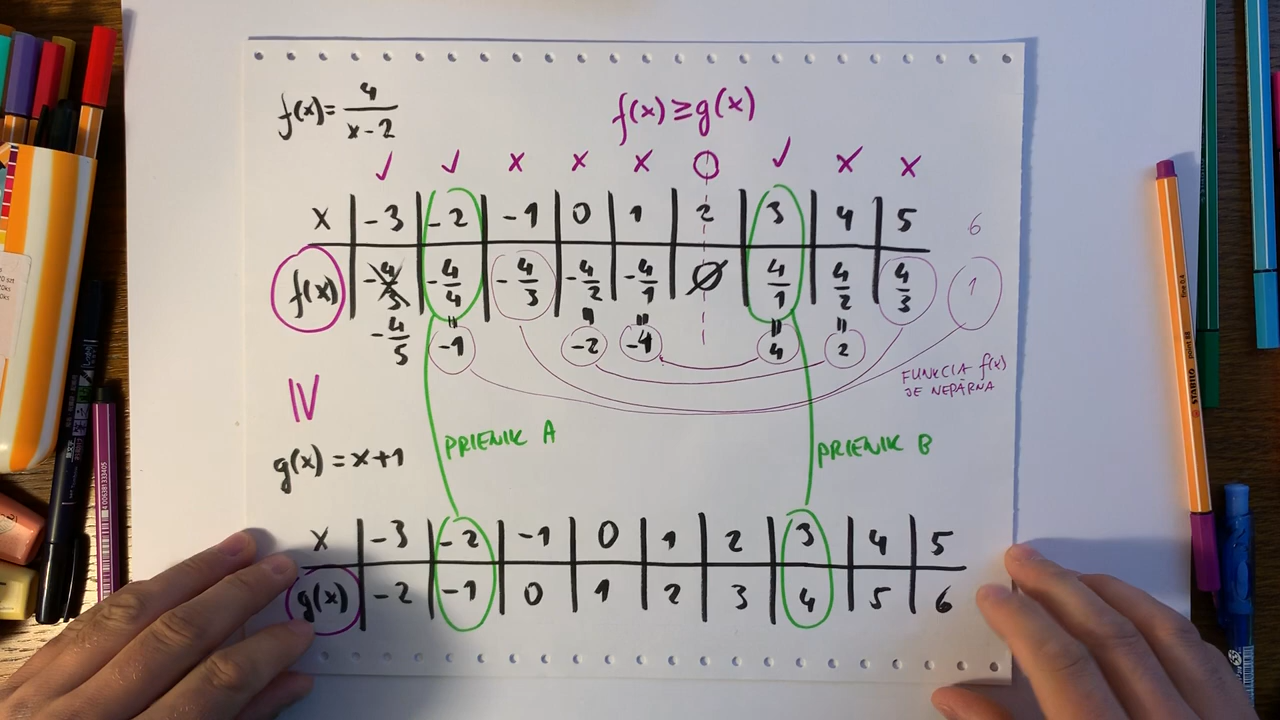 f(x)= 4/(x-2)
f(x) ≥ g(x)
✓ ✓ x x x O ✓ x x
x | -3 | -2 | -1 | 0 | 1 | 2 | 3 | 4 | 5 6
f(x) | -4/5 | -4/4 | -4/3 | -4/2 | -4/1 | Ø | 4/1 | 4/2 | 4/3 1
-4/5 = -1 = -2 = -4 = 4 = 2
FUNKCIA f(x)
JE NEPÁRNA
IV
PRIENIK A PRIENIK B
g(x) = x+1
x | -3 | -2 | -1 | 0 | 1 | 2 | 3 | 4 | 5
g(x) | -2 | -1 | 0 | 1 | 2 | 3 | 4 | 5 | 6
4006381333405
STABILO